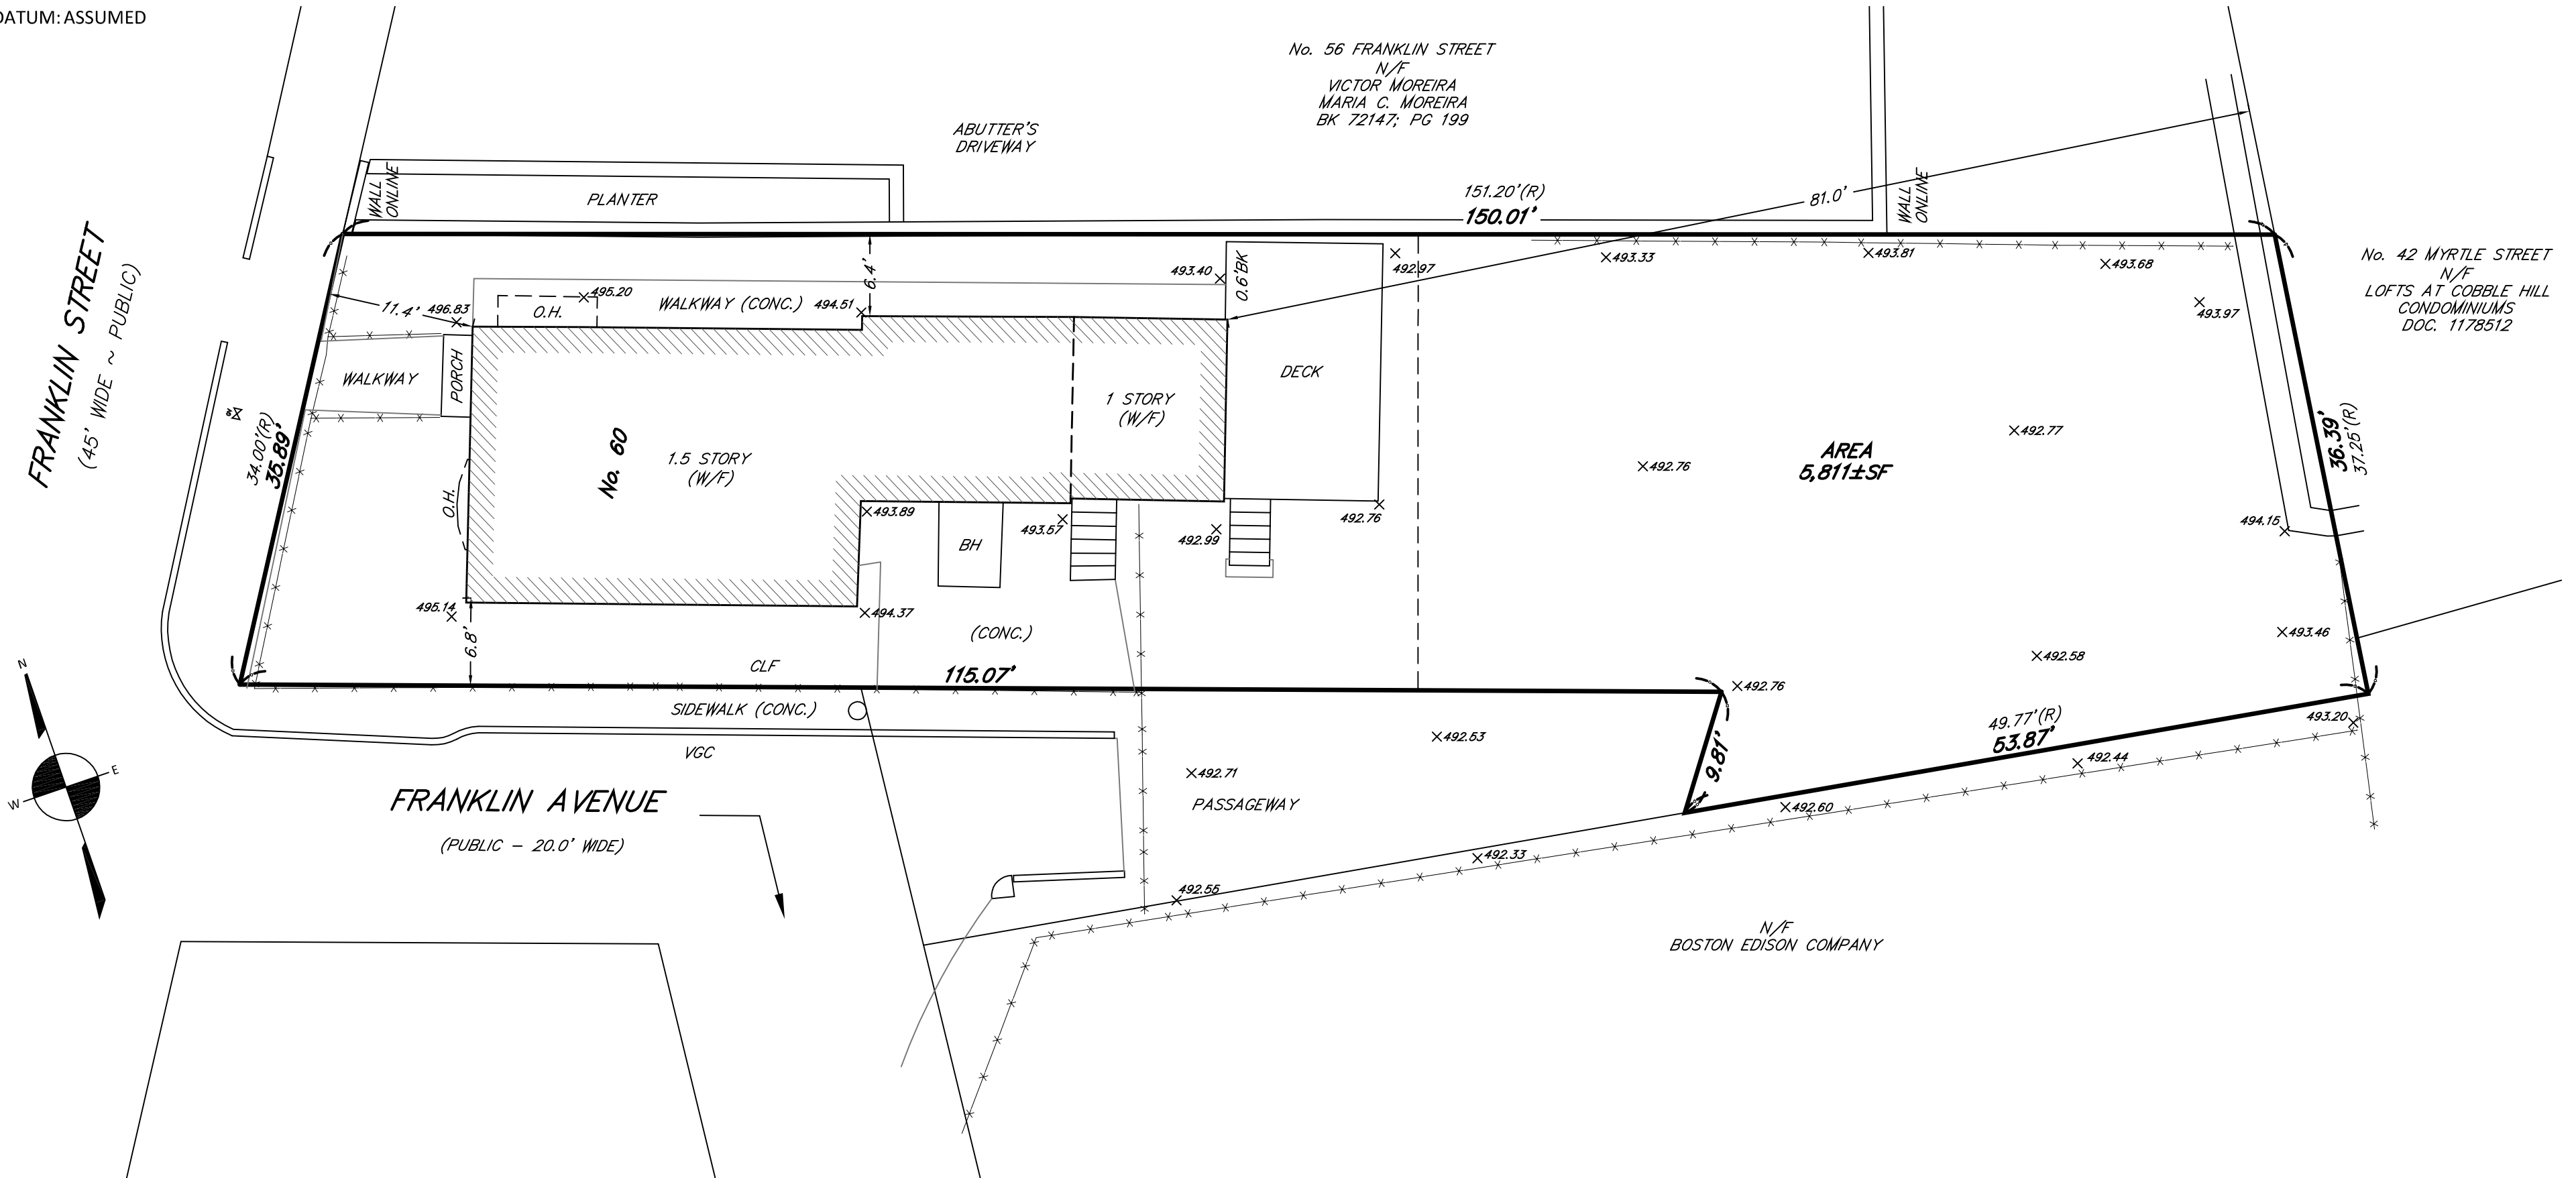 DATUM: ASSUMED
No. 56 FRANKLIN STREET
N/F
VICTOR MOREIRA
MARIA C. MOREIRA
BK 72147; PG 199
ABUTTER'S
DRIVEWAY
WALL
ONLINE
PLANTER
151.20'(R)
150.01'
81.0'
WALL
ONLINE
No. 42 MYRTLE STREET
N/F
LOFTS AT COBBLE HILL
CONDOMINIUMS
DOC. 1178512
FRANKLIN STREET
(45' WIDE ~ PUBLIC)
34.00'(R)
35.89'
11.4'
496.83
495.20
O.H.
WALKWAY (CONC.)
494.51
6.4'
493.40
0.6'BK
492.97
493.33
493.81
493.68
493.97
WALKWAY
PORCH
O.H.
No. 60
1.5 STORY
(W/F)
1 STORY
(W/F)
DECK
492.76
492.77
AREA
5,811±SF
36.39'
37.25'(R)
493.89
BH
493.57
492.99
492.76
494.15
495.14
6.8'
494.37
(CONC.)
CLF
115.07'
493.46
492.58
492.76
SIDEWALK (CONC.)
VGC
492.53
9.81'
49.77'(R)
53.87'
493.20
492.44
492.71
PASSAGEWAY
492.60
FRANKLIN AVENUE
(PUBLIC - 20.0' WIDE)
492.33
492.55
N/F
BOSTON EDISON COMPANY
N
E
W